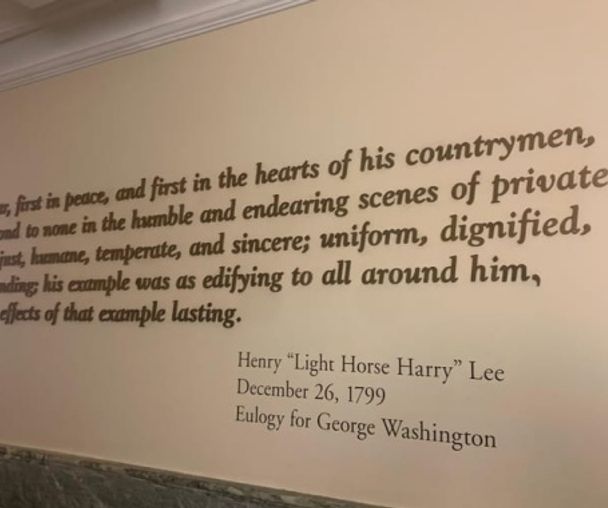 first in peace, and first in the hearts of his countrymen,
to none in the humble and endearing scenes of private
just, humane, temperate, and sincere; uniform, dignified,
his example was as edifying to all around him,
effects of that example lasting.
Henry “Light Horse Harry” Lee
December 26, 1799
Eulogy for George Washington